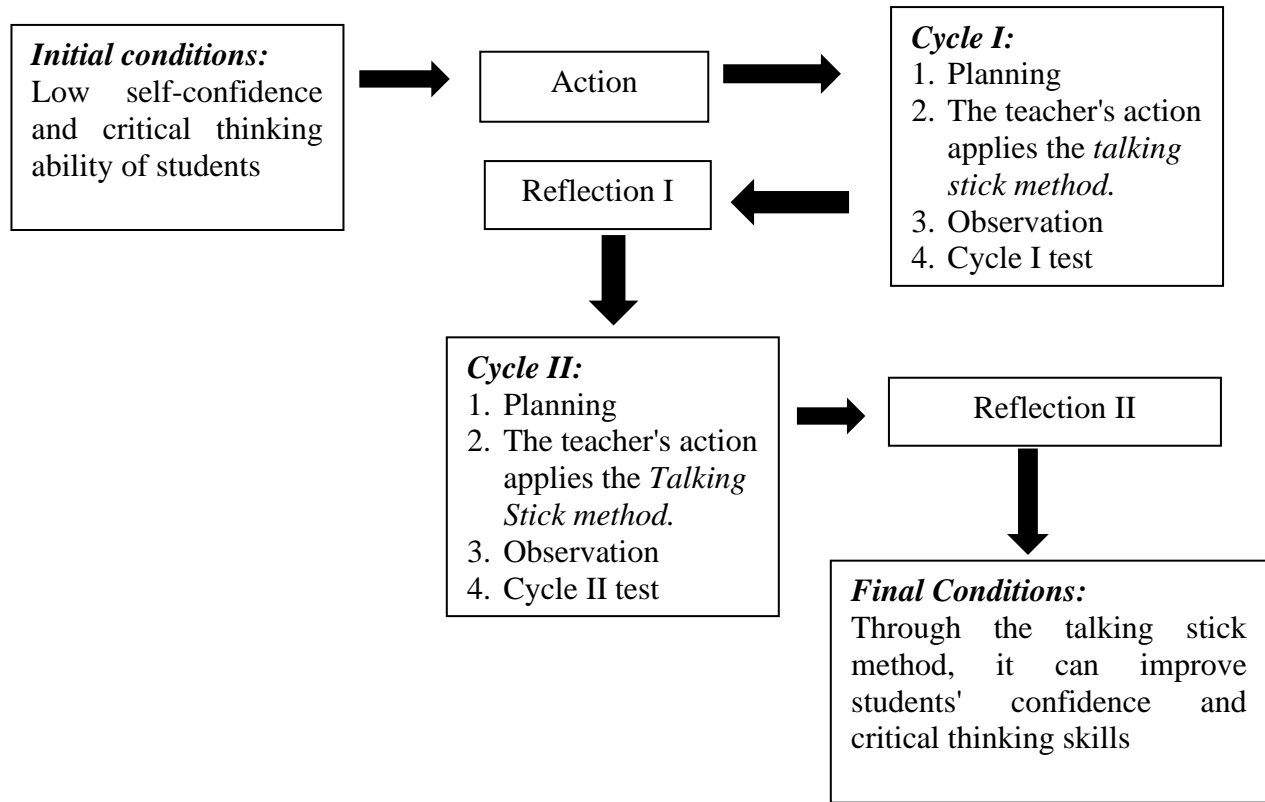 Initial conditions:
Low self-confidence
and critical thinking
ability of students
Action
Cycle I:
1. Planning
2. The teacher's action
applies the talking
stick method.
3. Observation
4. Cycle I test
Reflection I
Cycle II:
1. Planning
2. The teacher's action
applies the Talking
Stick method.
3. Observation
4. Cycle II test
Reflection II
Final Conditions:
Through the talking stick
method, it can improve
students' confidence and
critical thinking skills